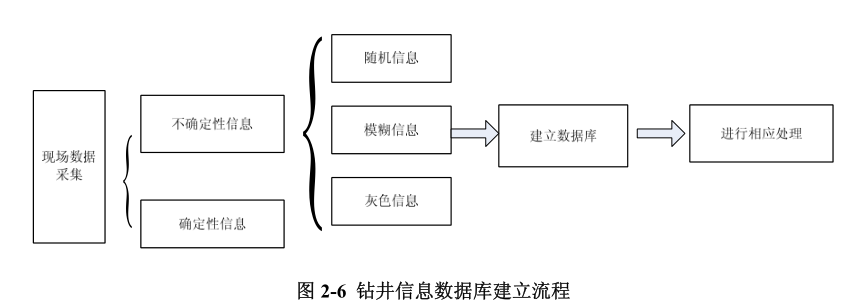 现场数据
采集
不确定性信息
确定性信息
随机信息
模糊信息
灰色信息
建立数据库
进行相应处理
图 2-6 钻井信息数据库建立流程